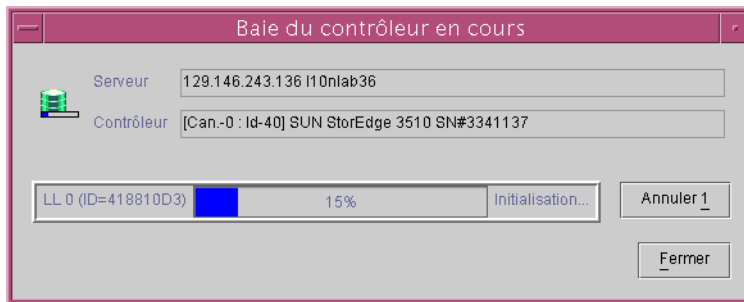 Baie du contrôleur en cours
Serveur 129.146.243.136 l10nlab36
Contrôleur [Can.-0 : Id-40] SUN StorEdge 3510 SN#3341137
LL 0 (ID=418810D3) 15% Initialisation... Annuler 1
Fermer